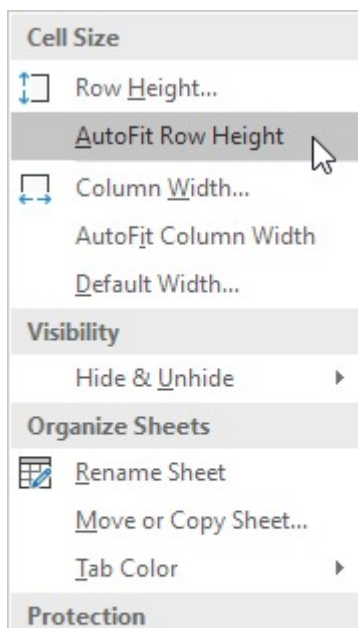 Cell Size
Row Height...
AutoFit Row Height
Column Width...
AutoFit Column Width
Default Width...
Visibility
Hide & Unhide
Organize Sheets
Rename Sheet
Move or Copy Sheet...
Tab Color
Protection